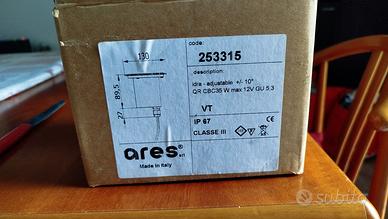 code:
253315
130
description:
idra - adjustable +/- 10°
QR CBC35 W max 12V GU 5,3
89,5
27
VT
IP 67
CLASSE III
ares srl
Made in Italy
subito